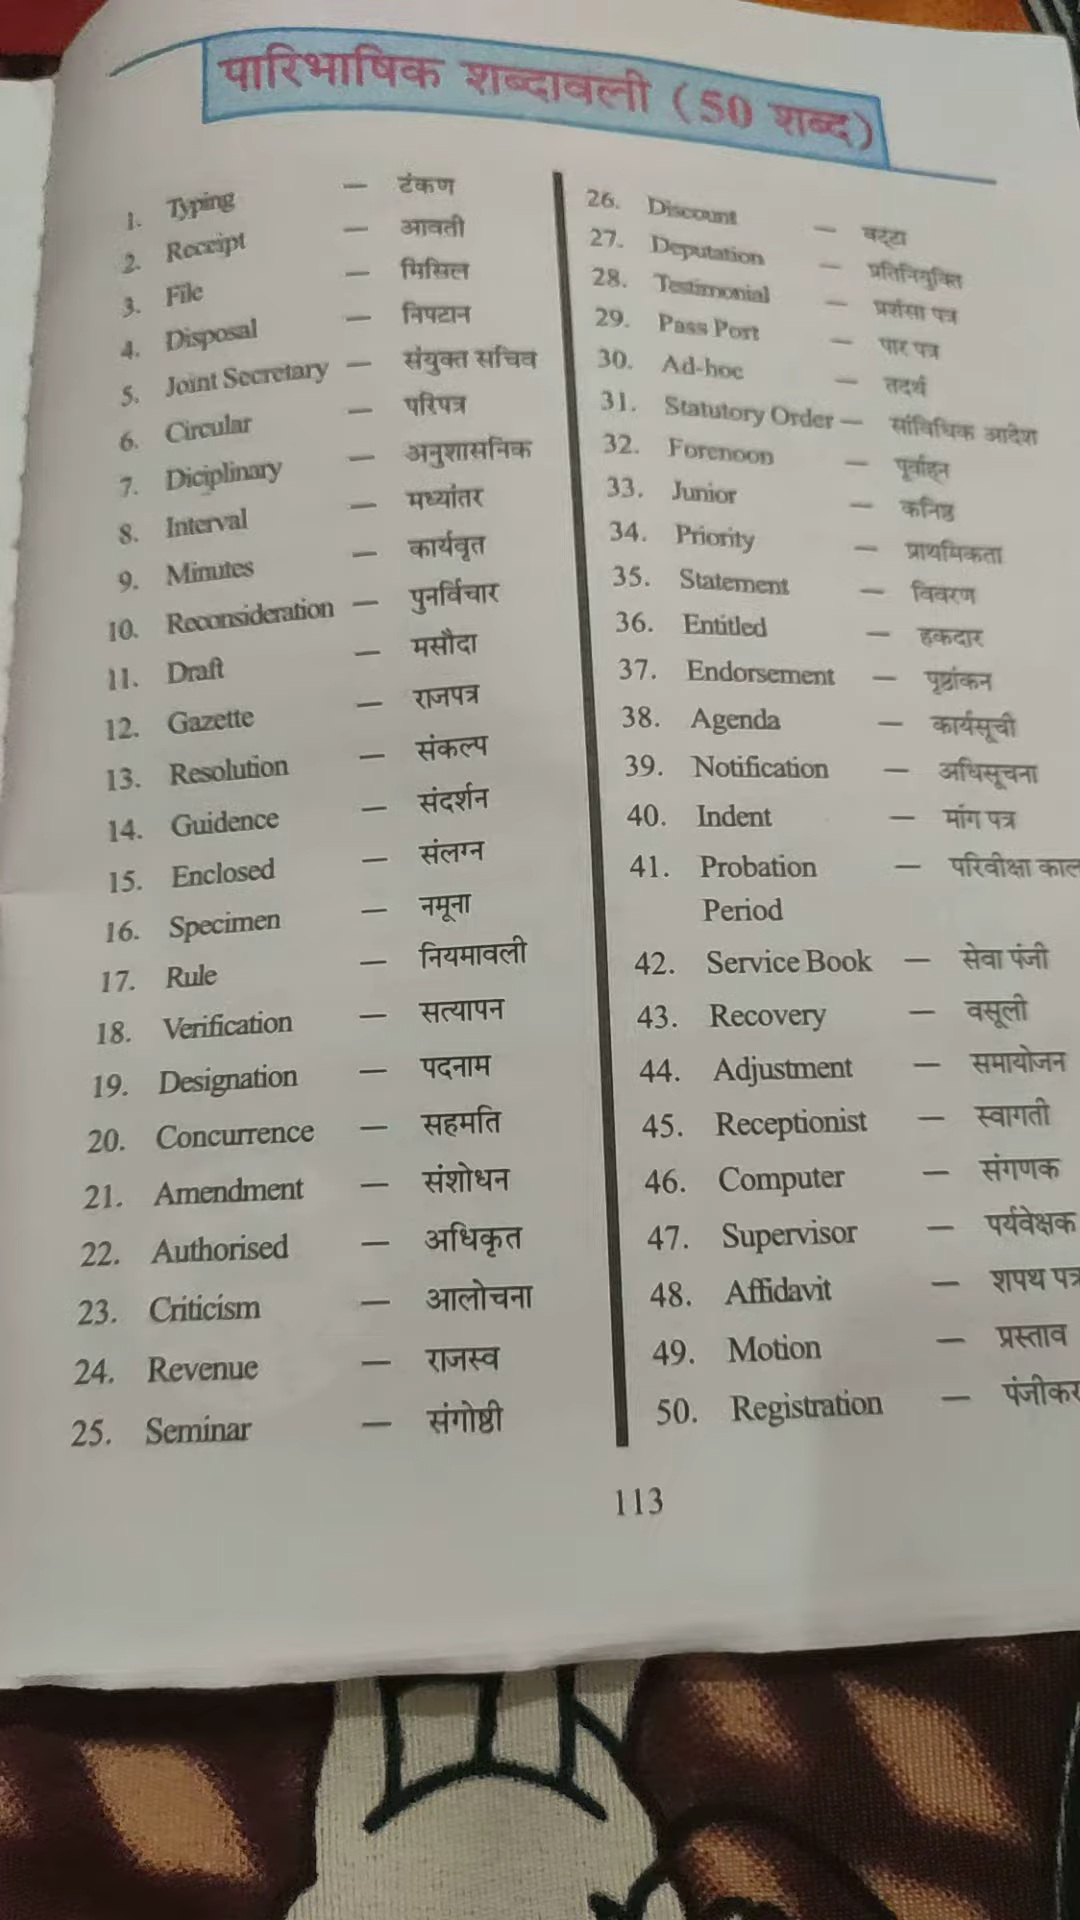 पारिभाषिक शब्दावली (50 शब्द)
1. Typing — टंकण
2. Receipt — आवती
3. File — मिसिल
4. Disposal — निपटान
5. Joint Secretary — संयुक्त सचिव
6. Circular — परिपत्र
7. Diciplinary — अनुशासनिक
8. Interval — मध्यांतर
9. Minutes — कार्यवृत
10. Reconsideration — पुनर्विचार
11. Draft — मसौदा
12. Gazette — राजपत्र
13. Resolution — संकल्प
14. Guidence — संदर्शन
15. Enclosed — संलग्न
16. Specimen — नमूना
17. Rule — नियमावली
18. Verification — सत्यापन
19. Designation — पदनाम
20. Concurrence — सहमति
21. Amendment — संशोधन
22. Authorised — अधिकृत
23. Criticism — आलोचना
24. Revenue — राजस्व
25. Seminar — संगोष्ठी
26. Discount — बट्टा
27. Deputation — प्रतिनियुक्ति
28. Testimonial — प्रशंसा पत्र
29. Pass Port — पार पत्र
30. Ad-hoc — तदर्थ
31. Statutory Order — सांविधिक आदेश
32. Forenoon — पूर्वाह्न
33. Junior — कनिष्ठ
34. Priority — प्राथमिकता
35. Statement — विवरण
36. Entitled — हकदार
37. Endorsement — पृष्ठांकन
38. Agenda — कार्यसूची
39. Notification — अधिसूचना
40. Indent — मांग पत्र
41. Probation — परिवीक्षा काल
Period
42. Service Book — सेवा पंजी
43. Recovery — वसूली
44. Adjustment — समायोजन
45. Receptionist — स्वागती
46. Computer — संगणक
47. Supervisor — पर्यवेक्षक
48. Affidavit — शपथ पत्र
49. Motion — प्रस्ताव
50. Registration — पंजीकर
113